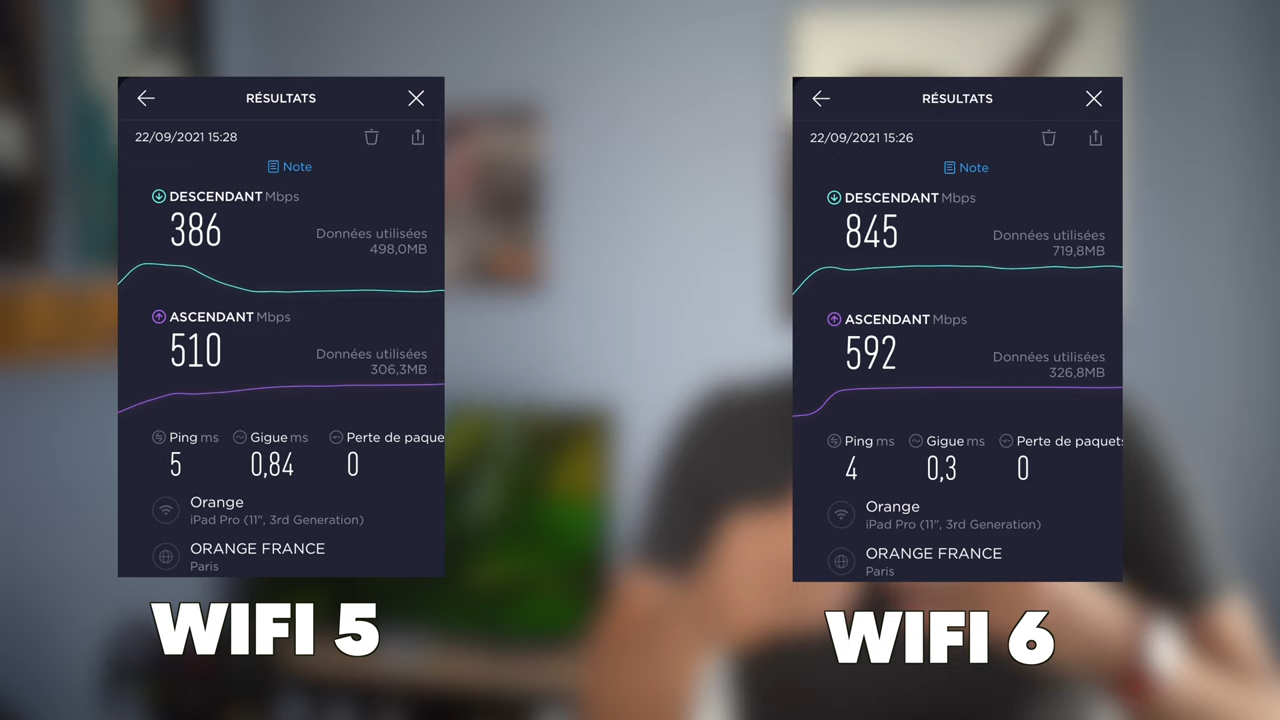 RÉSULTATS
22/09/2021 15:28
Note
DESCENDANT Mbps
386
Données utilisées
498,0MB
ASCENDANT Mbps
510
Données utilisées
306,3MB
Ping ms Gigue ms Perte de paque
5 0,84 0
Orange
iPad Pro (11", 3rd Generation)
ORANGE FRANCE
Paris
WIFI 5
RÉSULTATS
22/09/2021 15:26
Note
DESCENDANT Mbps
845
Données utilisées
719,8MB
ASCENDANT Mbps
592
Données utilisées
326,8MB
Ping ms Gigue ms Perte de paquets
4 0,3 0
Orange
iPad Pro (11", 3rd Generation)
ORANGE FRANCE
Paris
WIFI 6